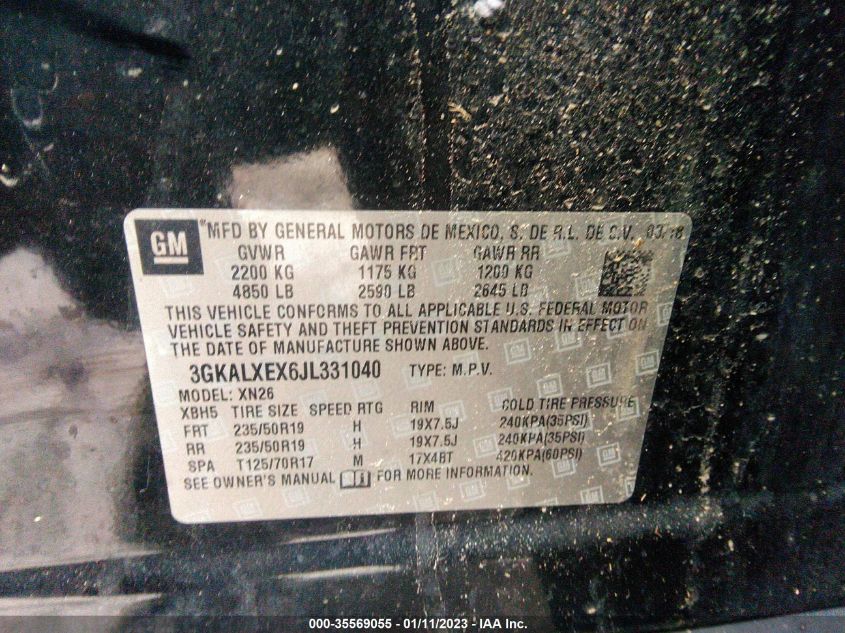 GM
"MFD BY GENERAL MOTORS DE MEXICO, S. DE R.L. DE C.V. 03/18
GVWR GAWR FRT GAWR RR
2200 KG 1175 KG 1200 KG
4850 LB 2590 LB 2645 LB
THIS VEHICLE CONFORMS TO ALL APPLICABLE U.S. FEDERAL MOTOR
VEHICLE SAFETY AND THEFT PREVENTION STANDARDS IN EFFECT ON
THE DATE OF MANUFACTURE SHOWN ABOVE.
3GKALXEX6JL331040 TYPE: M.P.V.
MODEL: XN26
XBH5 TIRE SIZE SPEED RTG RIM COLD TIRE PRESSURE
FRT 235/50R19 H 19X7.5J 240KPA(35PSI)
RR 235/50R19 H 19X7.5J 240KPA(35PSI)
SPA T125/70R17 M 17X4BT 420KPA(60PSI)
SEE OWNER'S MANUAL FOR MORE INFORMATION.
000-35569055 - 01/11/2023 - IAA Inc.